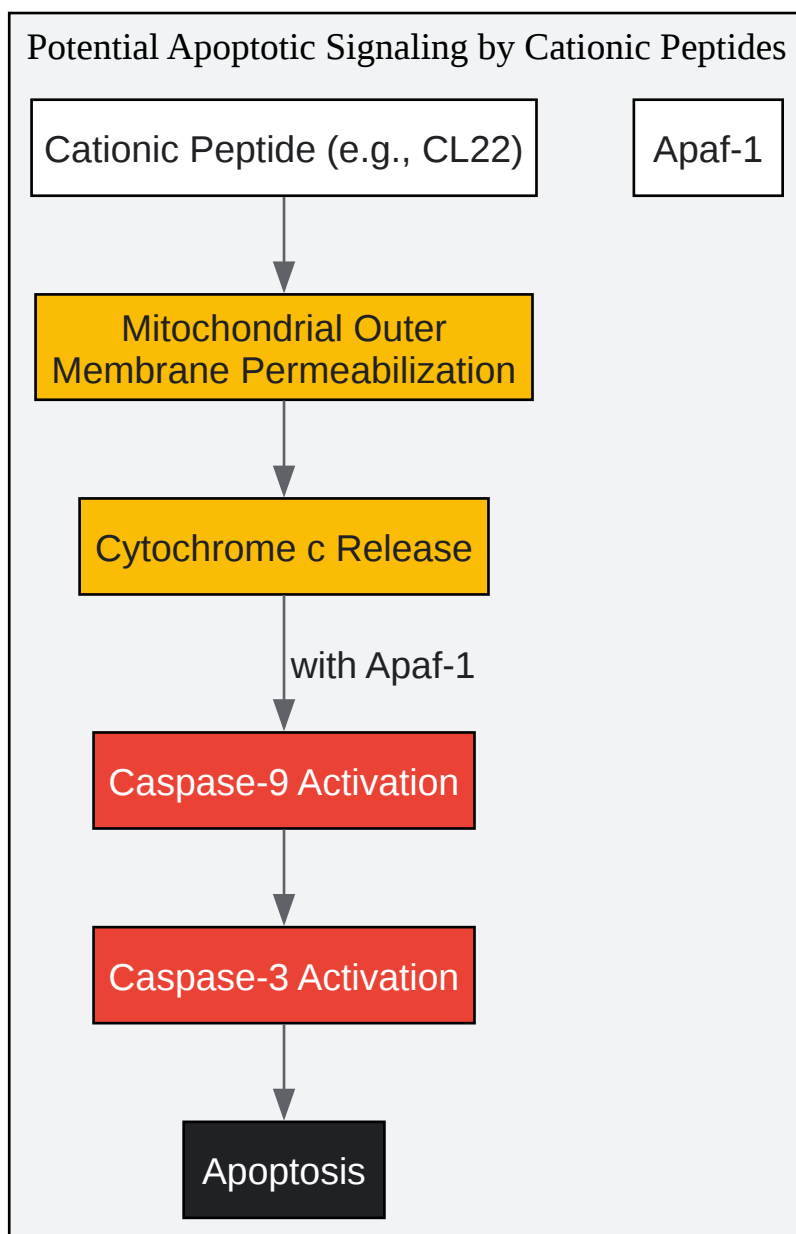 Potential Apoptotic Signaling by Cationic Peptides
Cationic Peptide (e.g., CL22)
Apaf-1
Mitochondrial Outer
Membrane Permeabilization
Cytochrome c Release
with Apaf-1
Caspase-9 Activation
Caspase-3 Activation
Apoptosis